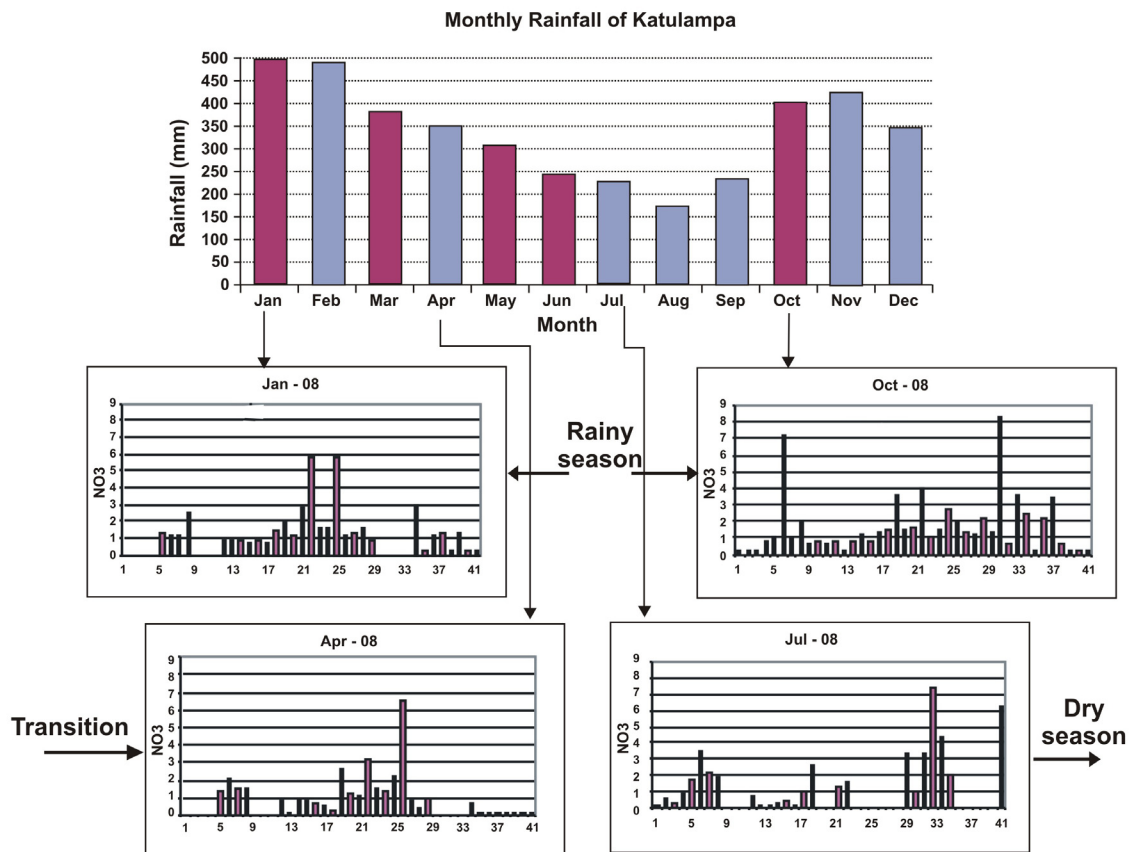 Monthly Rainfall of Katulampa
Rainfall (mm)
500
450
400
350
300
250
200
150
100
50
0
Jan Feb Mar Apr May Jun Jul Aug Sep Oct Nov Dec
Month
Jan - 08
NO3
9
8
7
6
5
4
3
2
1
0
1 5 9 13 17 21 25 29 33 37 41
Rainy
season
Oct - 08
NO3
9
8
7
6
5
4
3
2
1
0
1 5 9 13 17 21 25 29 33 37 41
Transition
Apr - 08
NO3
9
8
7
6
5
4
3
2
1
0
1 5 9 13 17 21 25 29 33 37 41
Jul - 08
NO3
9
8
7
6
5
4
3
2
1
0
1 5 9 13 17 21 25 29 33 37 41
Dry
season